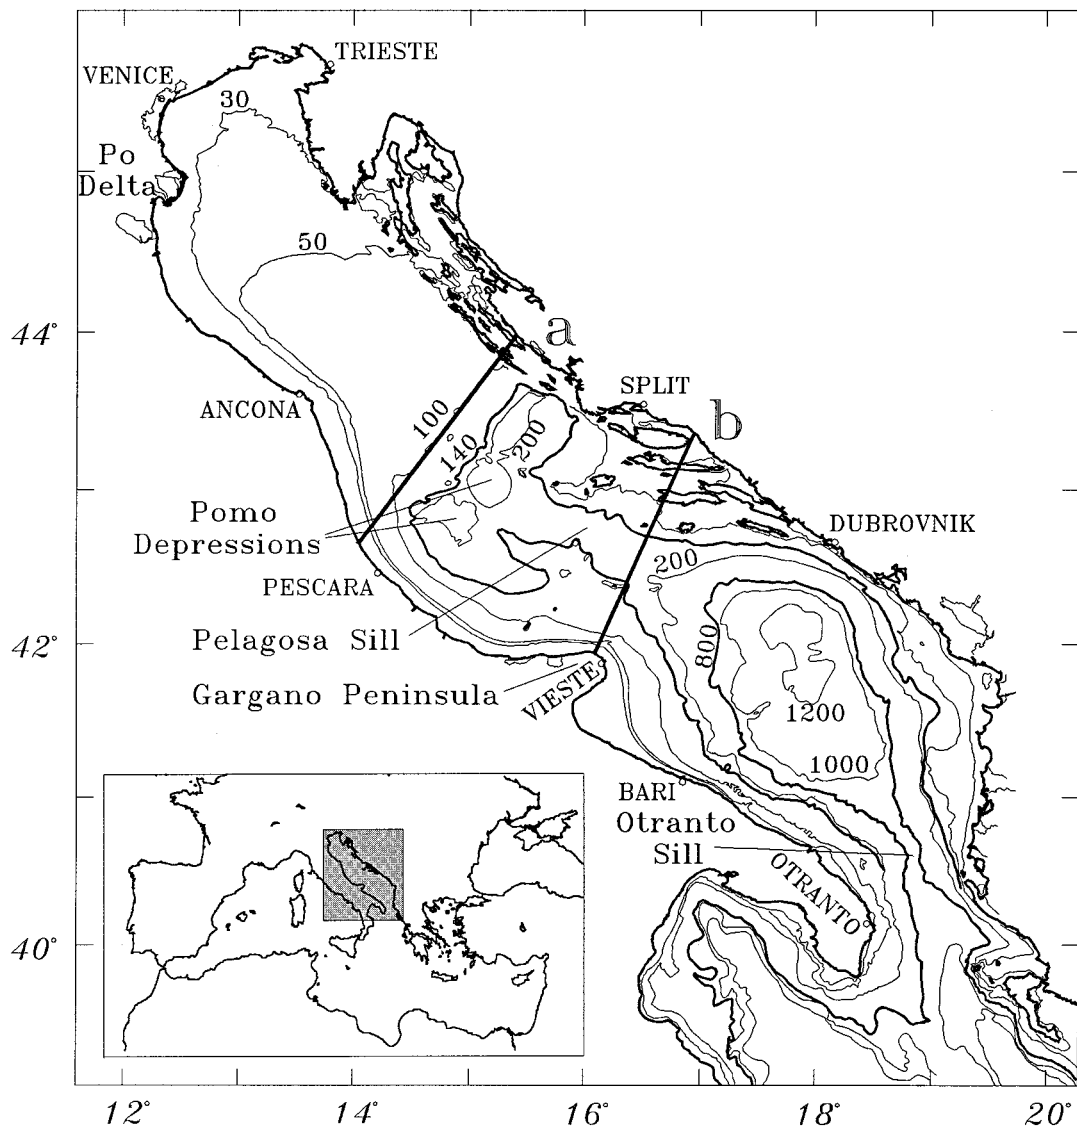 TRIESTE
VENICE
30
Po
Delta
50
44°
a
SPLIT
b
ANCONA
100
140
200
Pomo
Depressions
DUBROVNIK
200
PESCARA
Pelagosa Sill
42°
800
Gargano Peninsula
VIESTE
1200
1000
BARI
Otranto
Sill
OTRANTO
40°
12°
14°
16°
18°
20°